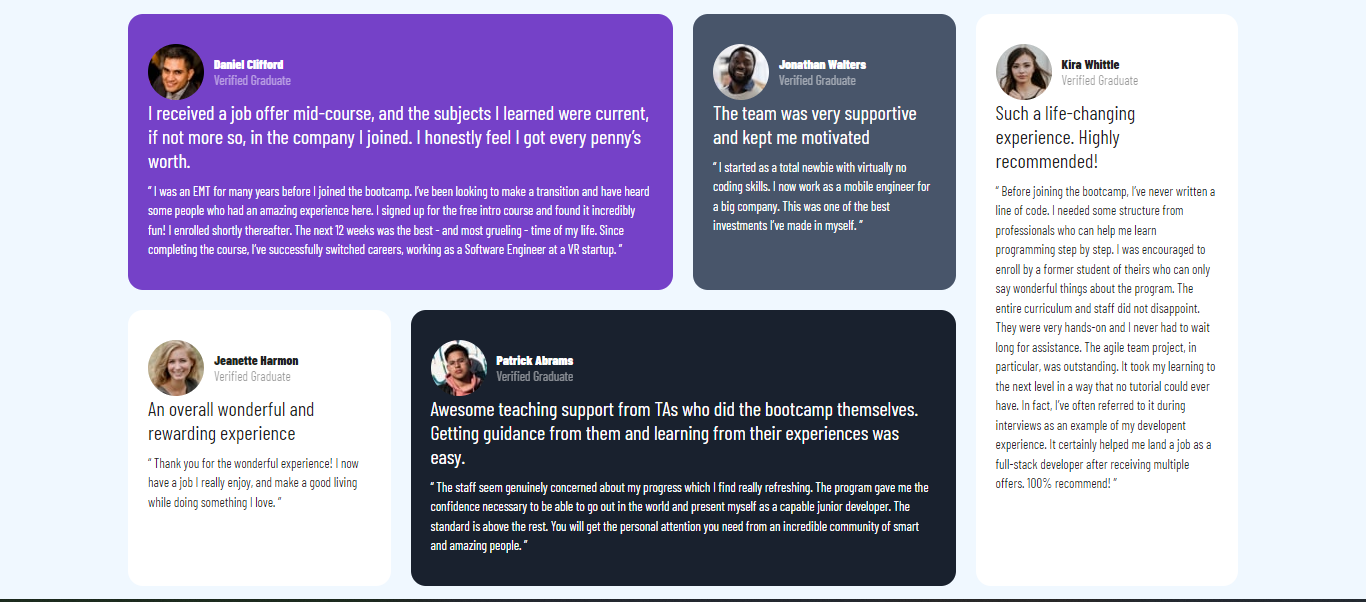 Daniel Clifford
Verified Graduate
I received a job offer mid-course, and the subjects I learned were current,
if not more so, in the company I joined. I honestly feel I got every penny’s
worth.
“ I was an EMT for many years before I joined the bootcamp. I’ve been looking to make a transition and have heard
some people who had an amazing experience here. I signed up for the free intro course and found it incredibly
fun! I enrolled shortly thereafter. The next 12 weeks was the best - and most grueling - time of my life. Since
completing the course, I’ve successfully switched careers, working as a Software Engineer at a VR startup. ”
Jonathan Walters
Verified Graduate
The team was very supportive
and kept me motivated
“ I started as a total newbie with virtually no
coding skills. I now work as a mobile engineer for
a big company. This was one of the best
investments I’ve made in myself. ”
Kira Whittle
Verified Graduate
Such a life-changing
experience. Highly
recommended!
“ Before joining the bootcamp, I’ve never written a
line of code. I needed some structure from
professionals who can help me learn
programming step by step. I was encouraged to
enroll by a former student of theirs who can only
say wonderful things about the program. The
entire curriculum and staff did not disappoint.
They were very hands-on and I never had to wait
long for assistance. The agile team project, in
particular, was outstanding. It took my learning to
the next level in a way that no tutorial could ever
have. In fact, I’ve often referred to it during
interviews as an example of my developent
experience. It certainly helped me land a job as a
full-stack developer after receiving multiple
offers. 100% recommend! ”
Jeanette Harmon
Verified Graduate
An overall wonderful and
rewarding experience
“ Thank you for the wonderful experience! I now
have a job I really enjoy, and make a good living
while doing something I love. ”
Patrick Abrams
Verified Graduate
Awesome teaching support from TAs who did the bootcamp themselves.
Getting guidance from them and learning from their experiences was
easy.
“ The staff seem genuinely concerned about my progress which I find really refreshing. The program gave me the
confidence necessary to be able to go out in the world and present myself as a capable junior developer. The
standard is above the rest. You will get the personal attention you need from an incredible community of smart
and amazing people. ”